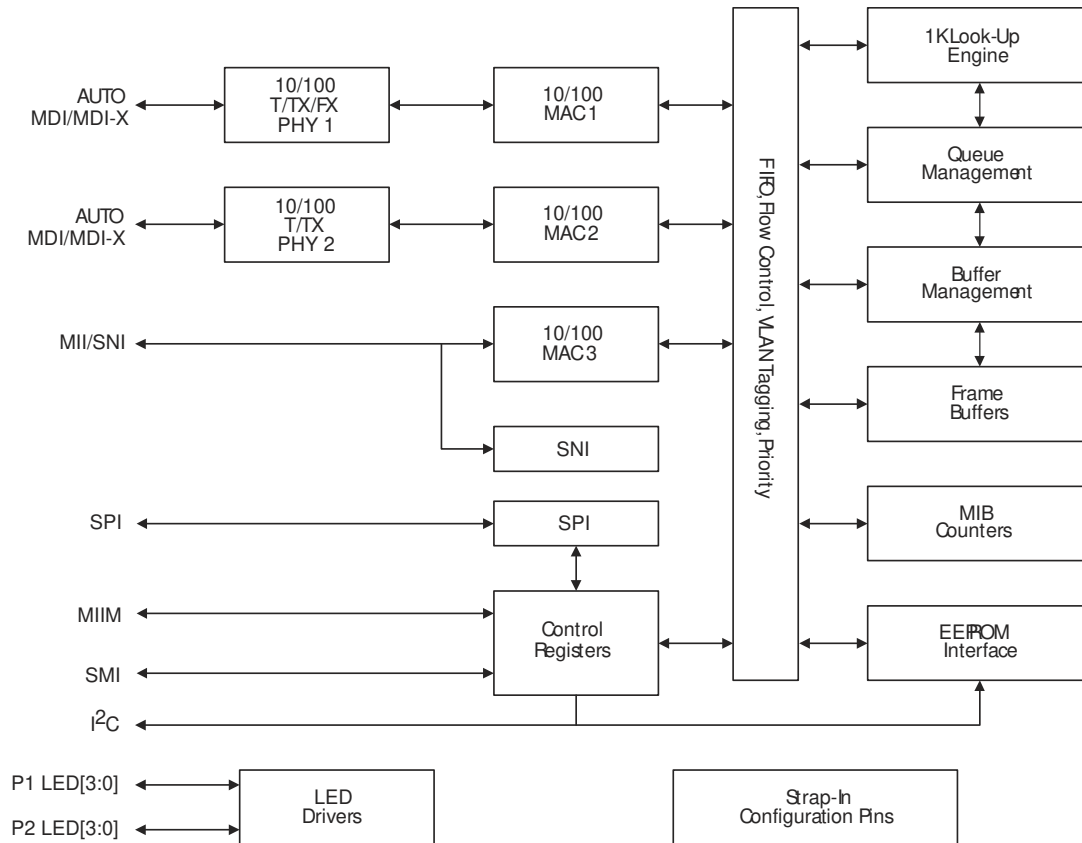 AUTO
MDI/MDI-X
10/100
T/TX/FX
PHY 1
10/100
MAC1
AUTO
MDI/MDI-X
10/100
T/TX
PHY 2
10/100
MAC2
MII/SNI
10/100
MAC3
SNI
SPI
SPI
MIIM
SMI
Control
Registers
I²C
FIFO, Flow Control, VLAN Tagging, Priority
1K Look-Up
Engine
Queue
Management
Buffer
Management
Frame
Buffers
MIB
Counters
EEPROM
Interface
P1 LED[3:0]
P2 LED[3:0]
LED
Drivers
Strap-In
Configuration Pins